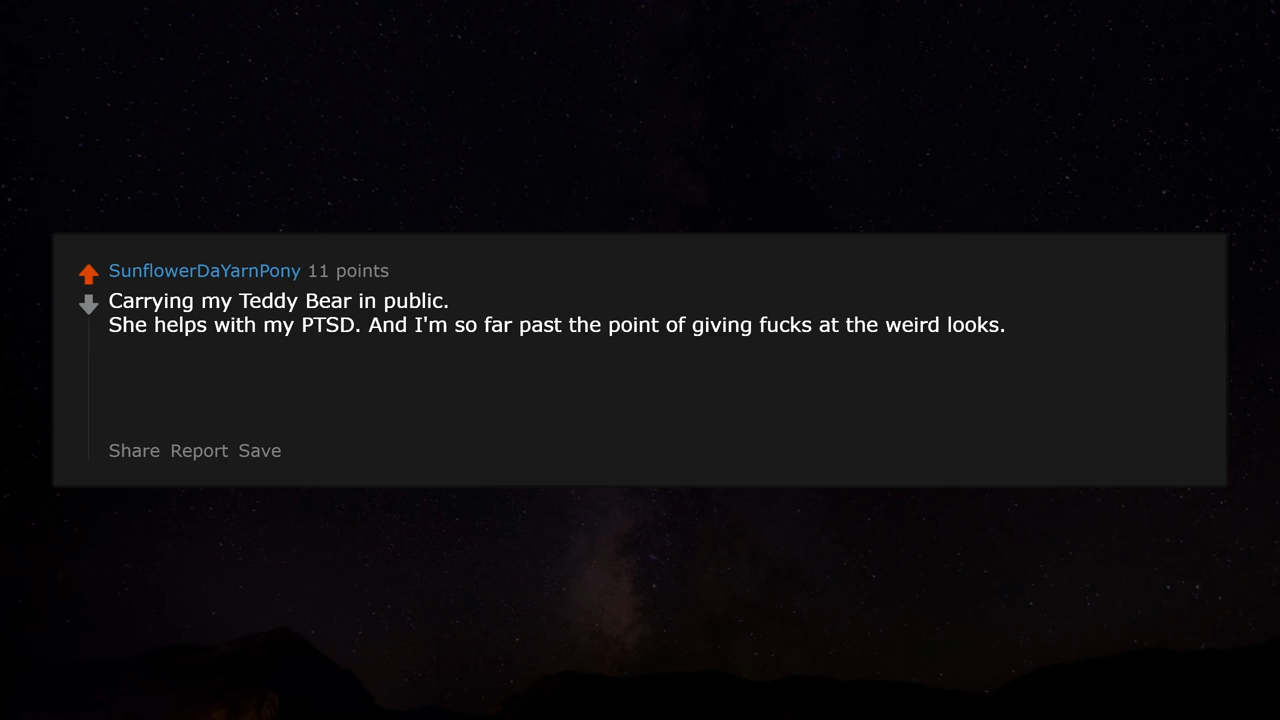 SunflowerDaYarnPony 11 points
Carrying my Teddy Bear in public.
She helps with my PTSD. And I'm so far past the point of giving fucks at the weird looks.
Share Report Save